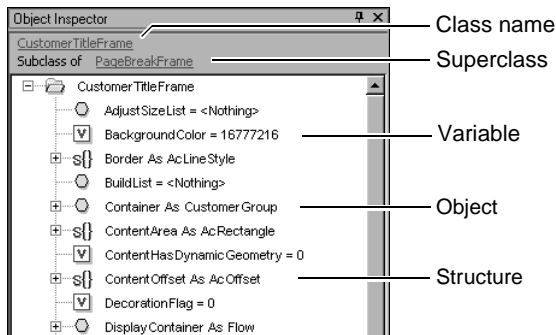 Object Inspector
CustomerTitleFrame
Subclass of PageBreakFrame
CustomerTitleFrame
AdjustSizeList = <Nothing>
V BackgroundColor = 16777216
S{} Border As AcLineStyle
BuildList = <Nothing>
Container As CustomerGroup
S{} ContentArea As AcRectangle
V ContentHasDynamicGeometry = 0
S{} ContentOffset As AcOffset
V DecorationFlag = 0
DisplayContainer As Flow
Class name
Superclass
Variable
Object
Structure